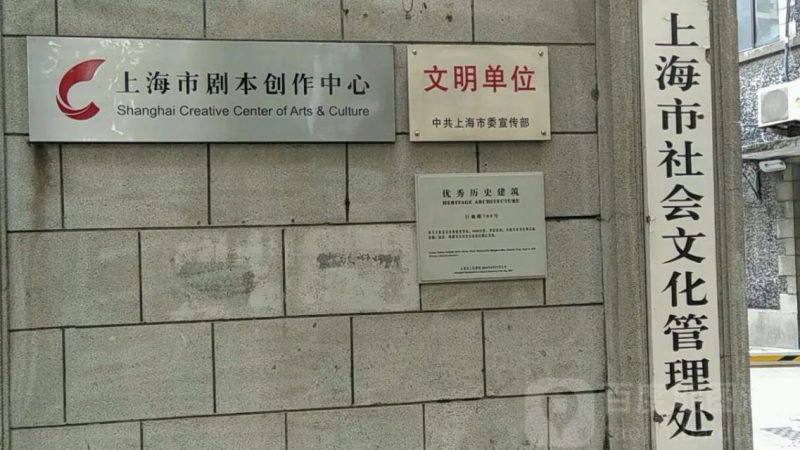 上海市剧本创作中心
Shanghai Creative Center of Arts & Culture
文明单位
中共上海市委宣传部
优秀历史建筑
HERITAGE ARCHITECTURE
上海市社会文化管理处